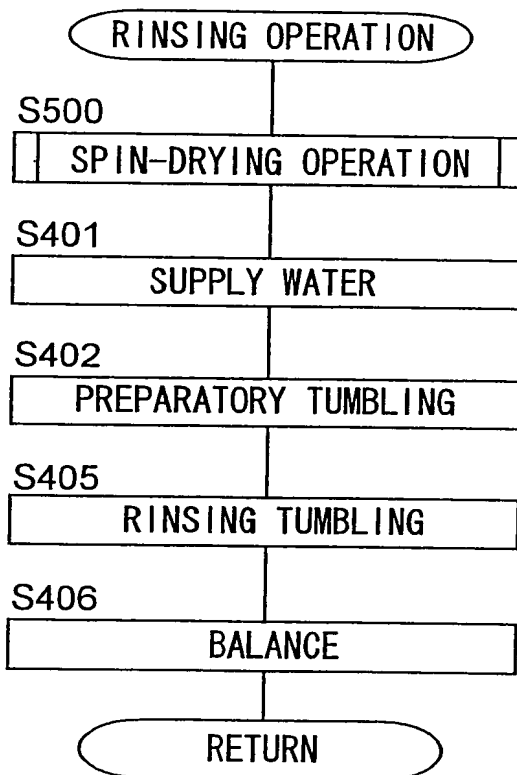 RINSING OPERATION
S500
SPIN-DRYING OPERATION
S401
SUPPLY WATER
S402
PREPARATORY TUMBLING
S405
RINSING TUMBLING
S406
BALANCE
RETURN